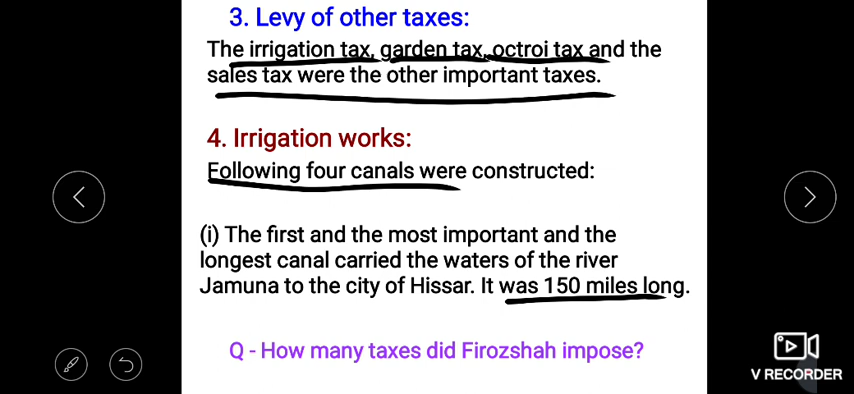 3. Levy of other taxes:
The irrigation tax, garden tax, octroi tax and the
sales tax were the other important taxes.
4. Irrigation works:
Following four canals were constructed:
(i) The first and the most important and the
longest canal carried the waters of the river
Jamuna to the city of Hissar. It was 150 miles long.
Q - How many taxes did Firozshah impose?
V RECORDER